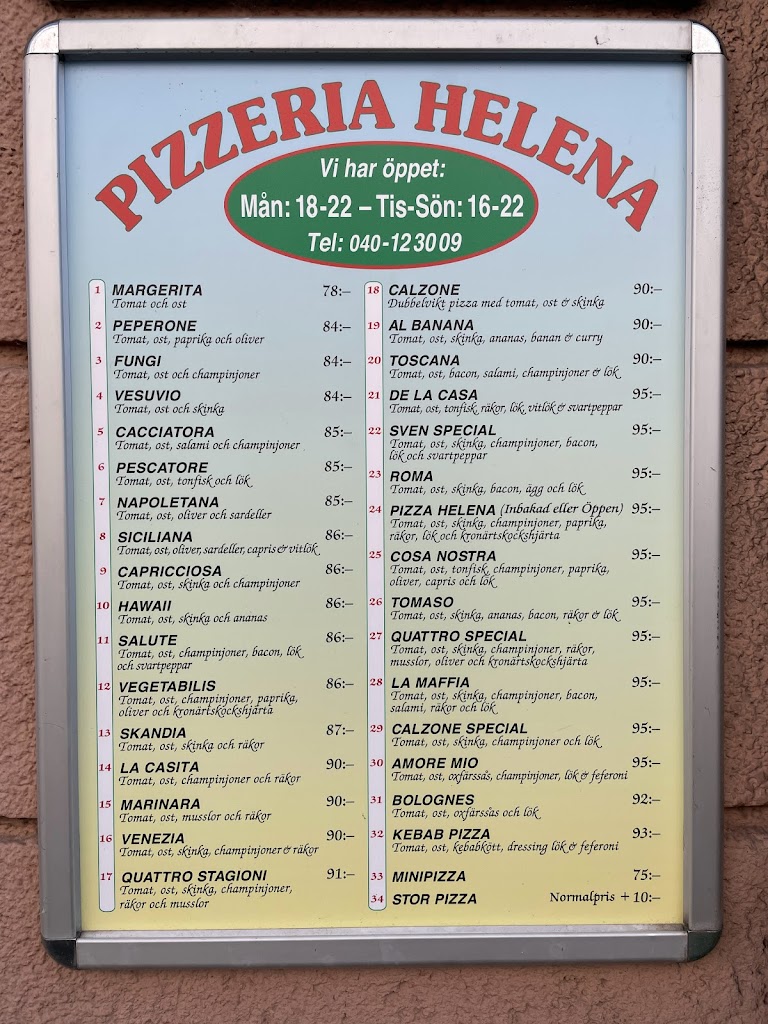 PIZZERIA HELENA
Vi har öppet:
Mån: 18-22 – Tis-Sön: 16-22
Tel: 040-123009
1 MARGERITA 78:–
Tomat och ost
2 PEPERONE 84:–
Tomat, ost, paprika och oliver
3 FUNGI 84:–
Tomat, ost och champinjoner
4 VESUVIO 84:–
Tomat, ost och skinka
5 CACCIATORA 85:–
Tomat, ost, salami och champinjoner
6 PESCATORE 85:–
Tomat, ost, tonfisk och lök
7 NAPOLETANA 85:–
Tomat, ost, oliver och sardeller
8 SICILIANA 86:–
Tomat, ost, oliver, sardeller, capris & vitlök
9 CAPRICCIOSA 86:–
Tomat, ost, skinka och champinjoner
10 HAWAII 86:–
Tomat, ost, skinka och ananas
11 SALUTE 86:–
Tomat, ost, champinjoner, bacon, lök
och svartpeppar
12 VEGETABILIS 86:–
Tomat, ost, champinjoner, paprika,
oliver och kronärtskockshjärta
13 SKANDIA 87:–
Tomat, ost, skinka och räkor
14 LA CASITA 90:–
Tomat, ost, champinjoner och räkor
15 MARINARA 90:–
Tomat, ost, musslor och räkor
16 VENEZIA 90:–
Tomat, ost, skinka, champinjoner & räkor
17 QUATTRO STAGIONI 91:–
Tomat, ost, skinka, champinjoner,
räkor och musslor
18 CALZONE 90:–
Dubbelvikt pizza med tomat, ost & skinka
19 AL BANANA 90:–
Tomat, ost, skinka, ananas, banan & curry
20 TOSCANA 90:–
Tomat, ost, bacon, salami, champinjoner & lök
21 DE LA CASA 95:–
Tomat, ost, tonfisk, räkor, lök, vitlök & svartpeppar
22 SVEN SPECIAL 95:–
Tomat, ost, skinka, champinjoner, bacon,
lök och svartpeppar
23 ROMA 95:–
Tomat, ost, skinka, bacon, ägg och lök
24 PIZZA HELENA (Inbakad eller Öppen) 95:–
Tomat, ost, skinka, champinjoner, paprika,
räkor, lök och kronärtskockshjärta
25 COSA NOSTRA 95:–
Tomat, ost, tonfisk, champinjoner, paprika,
oliver, capris och lök
26 TOMASO 95:–
Tomat, ost, skinka, ananas, bacon, räkor & lök
27 QUATTRO SPECIAL 95:–
Tomat, ost, skinka, champinjoner, räkor,
musslor, oliver och kronärtskockshjärta
28 LA MAFFIA 95:–
Tomat, ost, skinka, champinjoner, bacon,
salami, räkor och lök
29 CALZONE SPECIAL 95:–
Tomat, ost, skinka, champinjoner och lök
30 AMORE MIO 95:–
Tomat, ost, oxfärssås, champinjoner, lök & feferoni
31 BOLOGNES 92:–
Tomat, ost, oxfärssås och lök
32 KEBAB PIZZA 93:–
Tomat, ost, kebabkött, dressing lök & feferoni
33 MINIPIZZA 75:–
34 STOR PIZZA Normalpris + 10:–